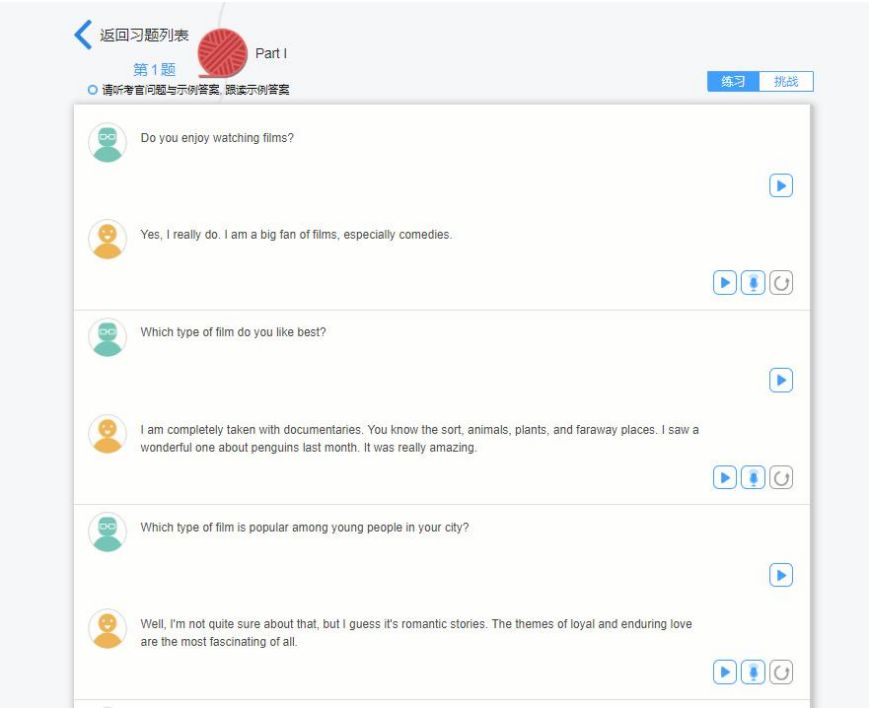 返回习题列表
Part I
第1题
请听考官问题与示例答案, 跟读示例答案
练习
挑战
Do you enjoy watching films?
Yes, I really do. I am a big fan of films, especially comedies.
Which type of film do you like best?
I am completely taken with documentaries. You know the sort, animals, plants, and faraway places. I saw a
wonderful one about penguins last month. It was really amazing.
Which type of film is popular among young people in your city?
Well, I'm not quite sure about that, but I guess it's romantic stories. The themes of loyal and enduring love
are the most fascinating of all.